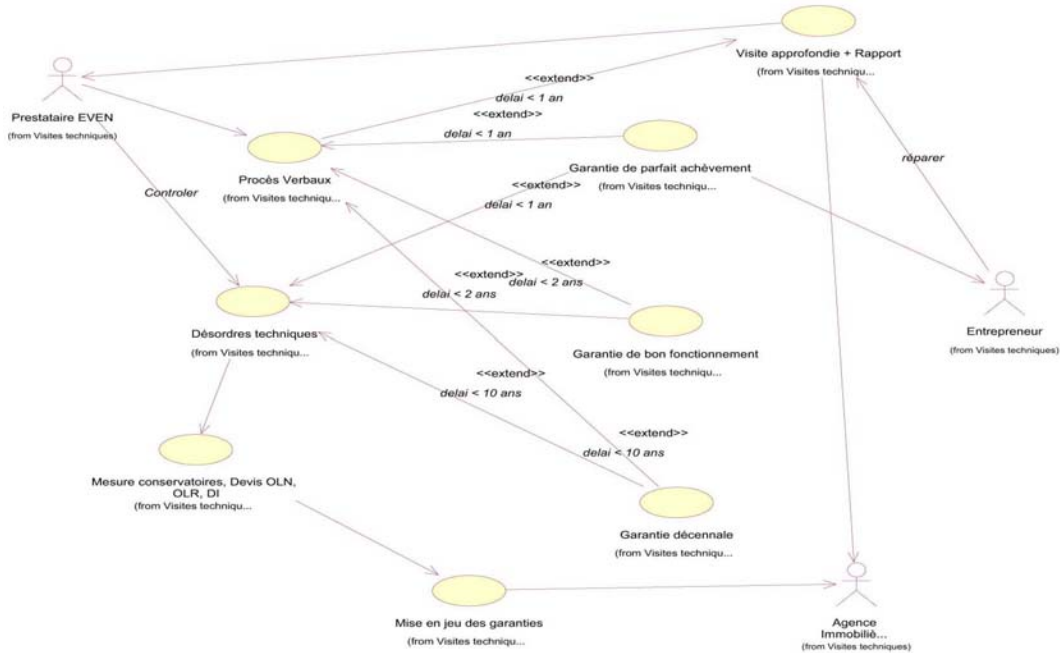 Visite approfondie + Rapport
(from Visites techniqu...
Prestataire EVEN
(from Visites techniques)
<<extend>>
delai < 1 an
<<extend>>
delai < 1 an
Procès Verbaux
(from Visites techniqu...
Garantie de parfait achèvement
(from Visites techniqu...
réparer
Controler
<<extend>>
delai < 1 an
<<extend>>
delai < 2 ans
<<extend>>
delai < 2 ans
Entrepreneur
(from Visites techniques)
Désordres techniques
(from Visites techniqu...
Garantie de bon fonctionnement
(from Visites techniqu...
<<extend>>
delai < 10 ans
<<extend>>
delai < 10 ans
Mesure conservatoires, Devis OLN,
OLR, DI
(from Visites techniqu...
Garantie décennale
(from Visites techniqu...
Mise en jeu des garanties
(from Visites techniqu...
Agence
Immobiliè...
(from Visites techniques)